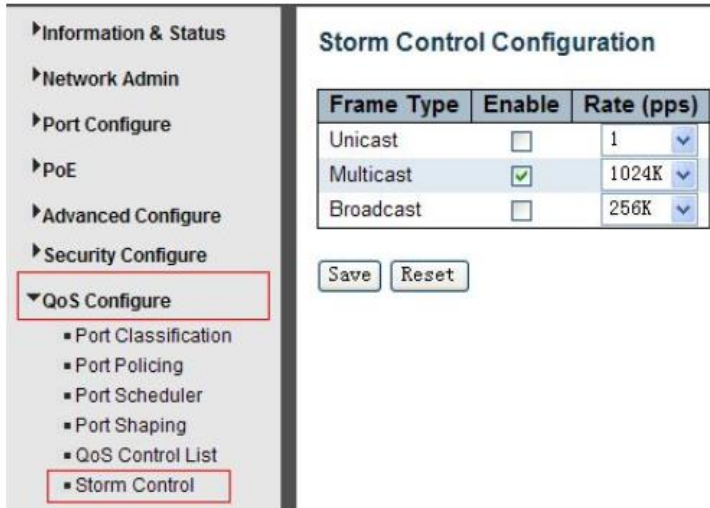 Information & Status
Network Admin
Port Configure
PoE
Advanced Configure
Security Configure
QoS Configure
Port Classification
Port Policing
Port Scheduler
Port Shaping
QoS Control List
Storm Control
Storm Control Configuration
Frame Type Enable Rate (pps)
Unicast 1
Multicast 1024K
Broadcast 256K
Save Reset